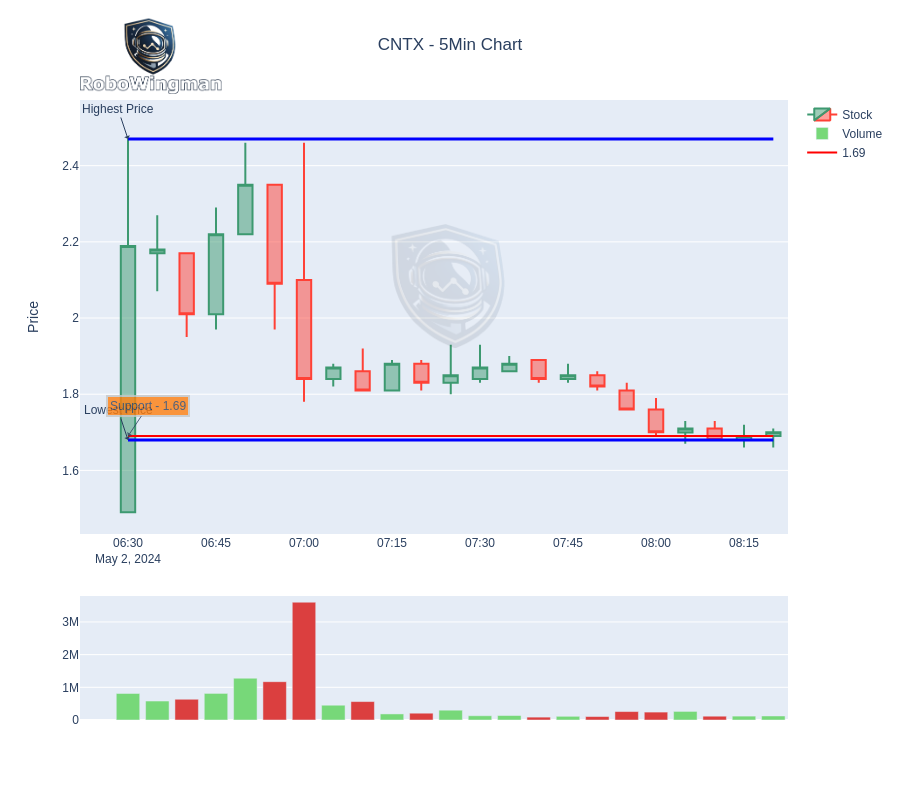 RoboWingman
CNTX - 5Min Chart
Highest Price
Stock
Volume
1.69
2.4
2.2
2
1.8
1.6
Price
Support - 1.69
06:30
06:45
07:00
07:15
07:30
07:45
08:00
08:15
May 2, 2024
3M
2M
1M
0